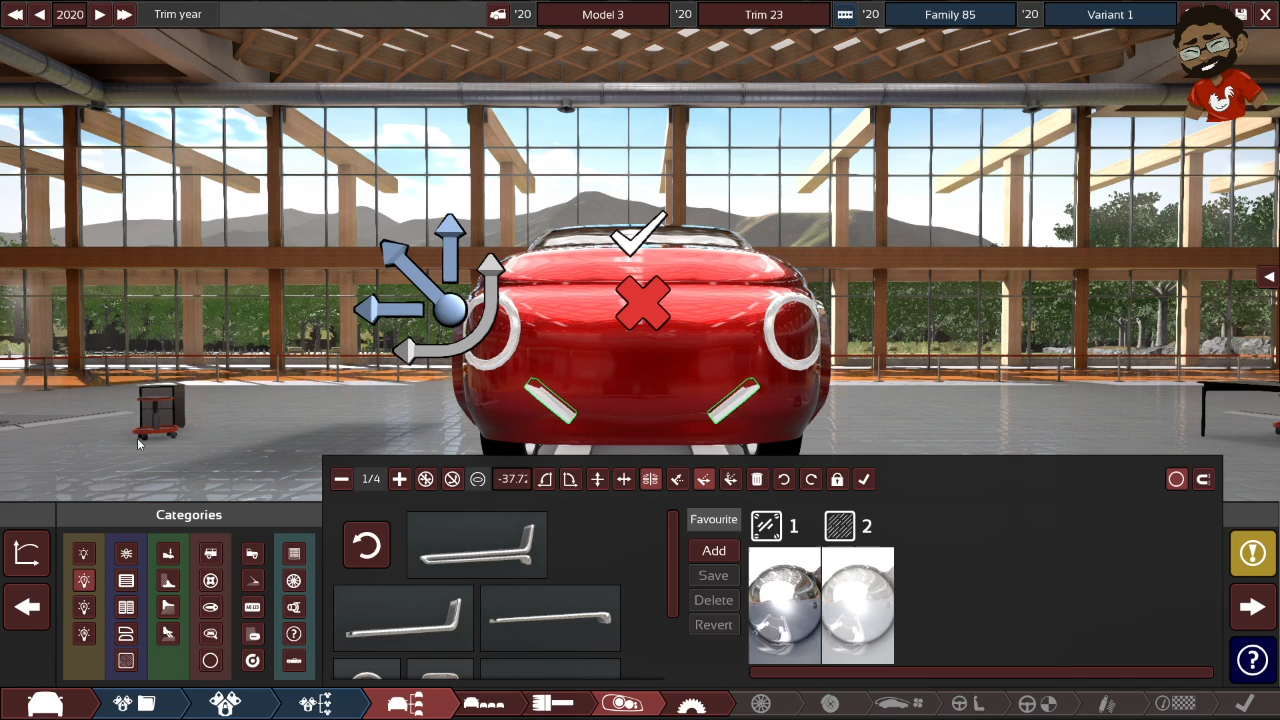 2020 Trim year '20 Model 3 '20 Trim 23 '20 Family 85 '20 Variant 1
Categories
1/4 -37.7
Favourite 1 2
Add
Save
Delete
Revert